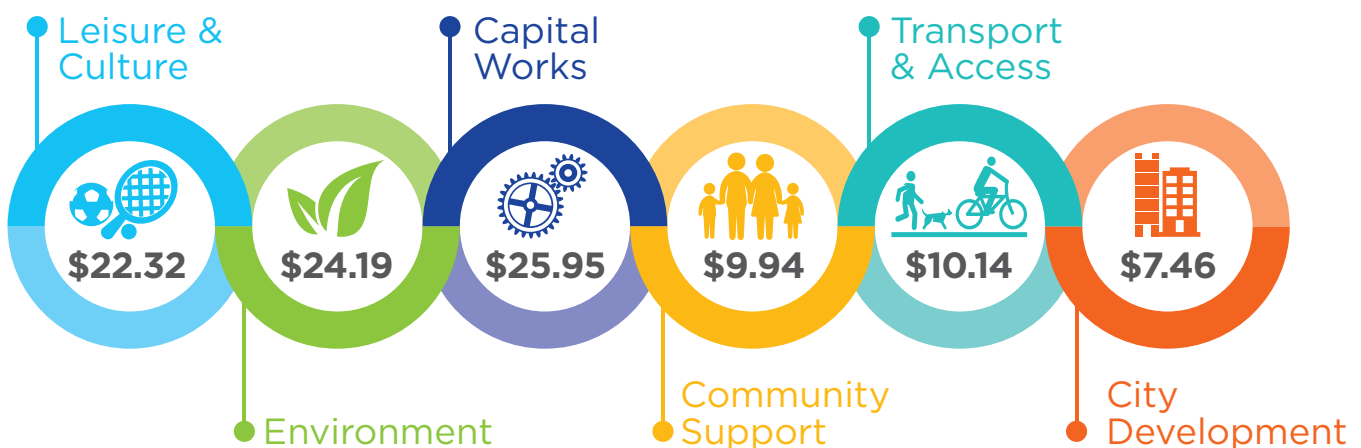 Leisure &
Culture
Capital
Works
Transport
& Access
$22.32
$24.19
$25.95
$9.94
$10.14
$7.46
Environment
Community
Support
City
Development